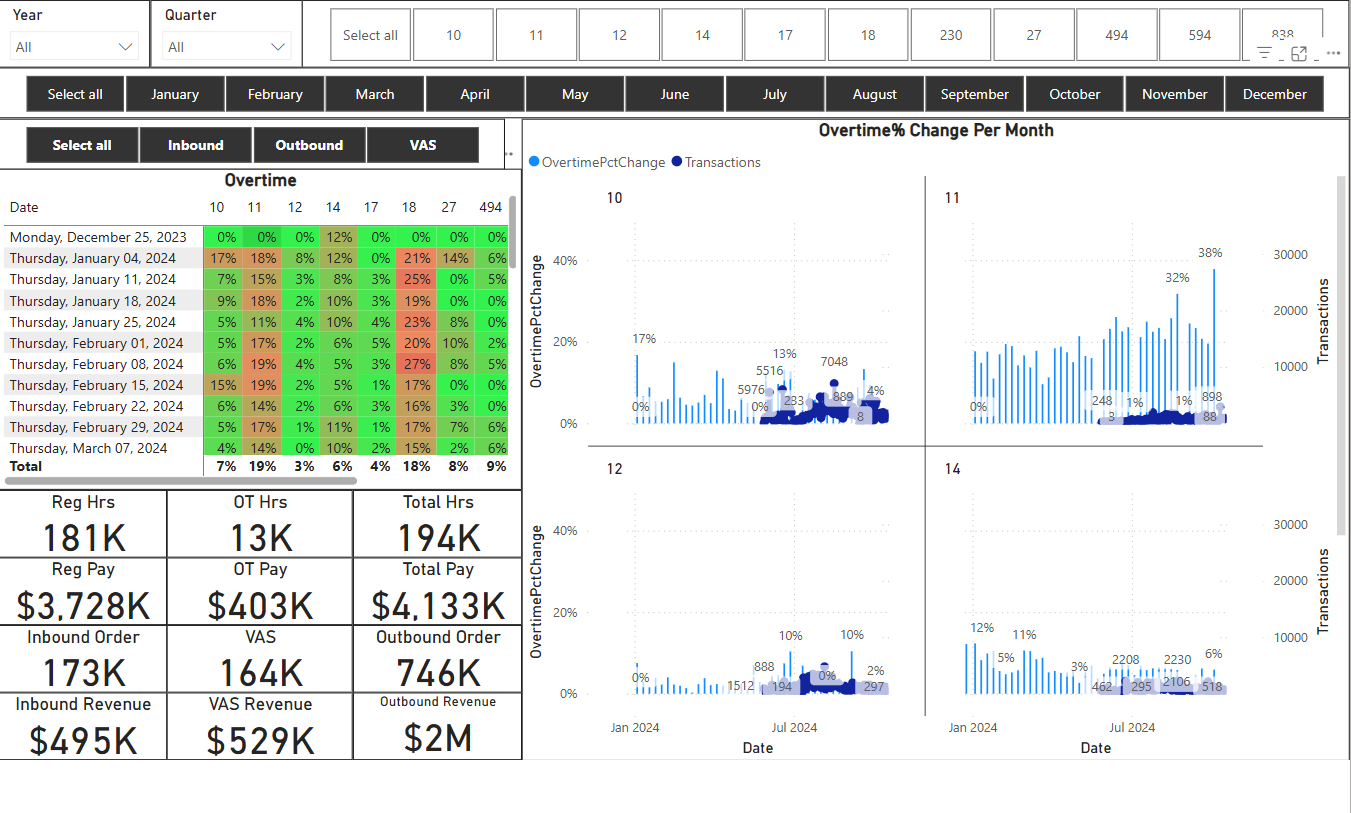 Year
Quarter
All
All
Select all 10 11 12 14 17 18 230 27 494 594 838
Select all January February March April May June July August September October November December
Select all Inbound Outbound VAS
Overtime
Date 10 11 12 14 17 18 27 494
Monday, December 25, 2023 0% 0% 0% 12% 0% 0% 0% 0%
Thursday, January 04, 2024 17% 18% 8% 12% 0% 21% 14% 6%
Thursday, January 11, 2024 7% 15% 3% 8% 3% 25% 0% 5%
Thursday, January 18, 2024 9% 18% 2% 10% 3% 19% 0% 0%
Thursday, January 25, 2024 5% 11% 4% 10% 4% 23% 8% 0%
Thursday, February 01, 2024 5% 17% 2% 6% 5% 20% 10% 2%
Thursday, February 08, 2024 6% 19% 4% 5% 3% 27% 8% 5%
Thursday, February 15, 2024 15% 19% 2% 5% 1% 17% 0% 0%
Thursday, February 22, 2024 6% 14% 2% 6% 3% 16% 3% 0%
Thursday, February 29, 2024 5% 17% 1% 11% 1% 17% 7% 6%
Thursday, March 07, 2024 4% 14% 0% 10% 2% 15% 2% 6%
Total 7% 19% 3% 6% 4% 18% 8% 9%
Reg Hrs
181K
OT Hrs
13K
Total Hrs
194K
Reg Pay
$3,728K
OT Pay
$403K
Total Pay
$4,133K
Inbound Order
173K
VAS
164K
Outbound Order
746K
Inbound Revenue
$495K
VAS Revenue
$529K
Outbound Revenue
$2M
Overtime% Change Per Month
OvertimePctChange Transactions
10
OvertimePctChange
40%
20%
0%
17%
0%
5976
5516
0%
13%
233
7048
889
4%
8
11
38%
32%
0%
248
3
1%
1%
898
88
30000
20000
10000
Transactions
12
OvertimePctChange
40%
20%
0%
0%
1512
888
194
10%
0%
10%
2%
297
Jan 2024
Jul 2024
Date
14
12%
5%
11%
3%
462
2208
295
2230
2106
6%
518
30000
20000
10000
Transactions
Jan 2024
Jul 2024
Date